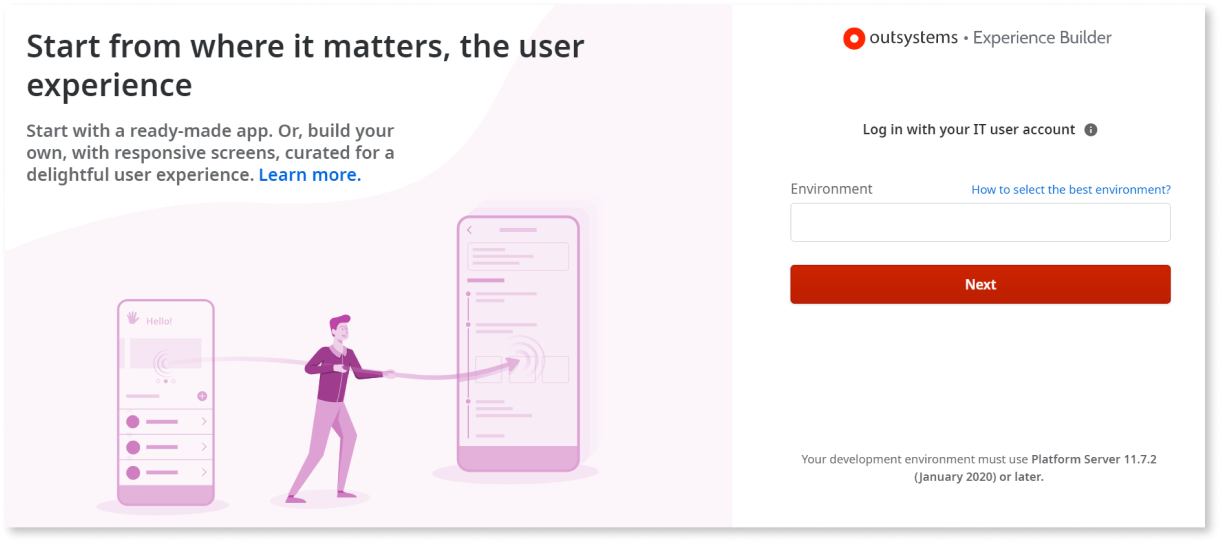 Start from where it matters, the user
experience
Start with a ready-made app. Or, build your
own, with responsive screens, curated for a
delightful user experience. Learn more.
Hello!
outsystems • Experience Builder
Log in with your IT user account
Environment
How to select the best environment?
Next
Your development environment must use Platform Server 11.7.2
(January 2020) or later.